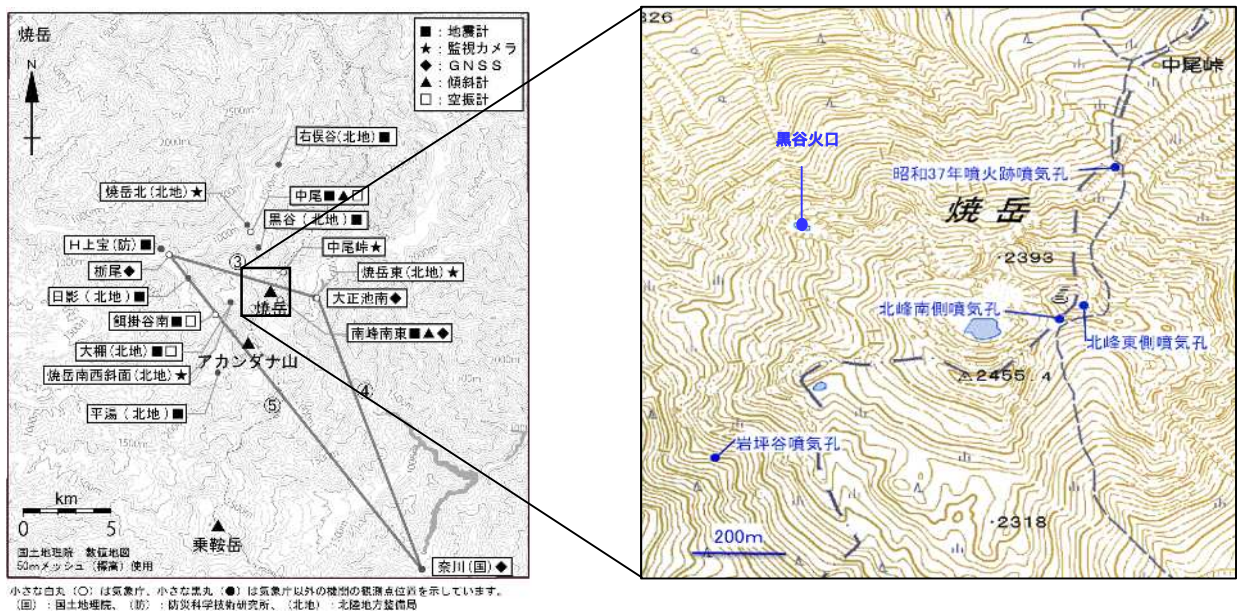 焼岳
N
■：地震計
★：監視カメラ
◆：ＧＮＳＳ
▲：傾斜計
□：空振計
右俣谷(北地)■
焼岳北(北地)★
中尾■▲□
黒谷(北地)■
中尾峠★
H上宝(防)■
焼岳東(北地)★
栃尾◆
③
日影(北地)■
大正池南◆
焼岳
餌掛谷南■□
南峰南東■▲◆
大棚(北地)■□
アカンダナ山
焼岳南西斜面(北地)★
④
⑤
平湯(北地)■
2500m
2000m
1500m
km
0 5
乗鞍岳
国土地理院 数値地図
50mメッシュ(標高)使用
奈川(国)◆
小さな白丸（○）は気象庁、小さな黒丸（●）は気象庁以外の機関の観測点位置を示しています。
（国）：国土地理院、（防）：防災科学技術研究所、（北地）：北陸地方整備局
826
中尾峠
黒谷火口
昭和37年噴火跡噴気孔
焼岳
・2393
北峰南側噴気孔
北峰東側噴気孔
△2455.4
岩坪谷噴気孔
・2318
200m